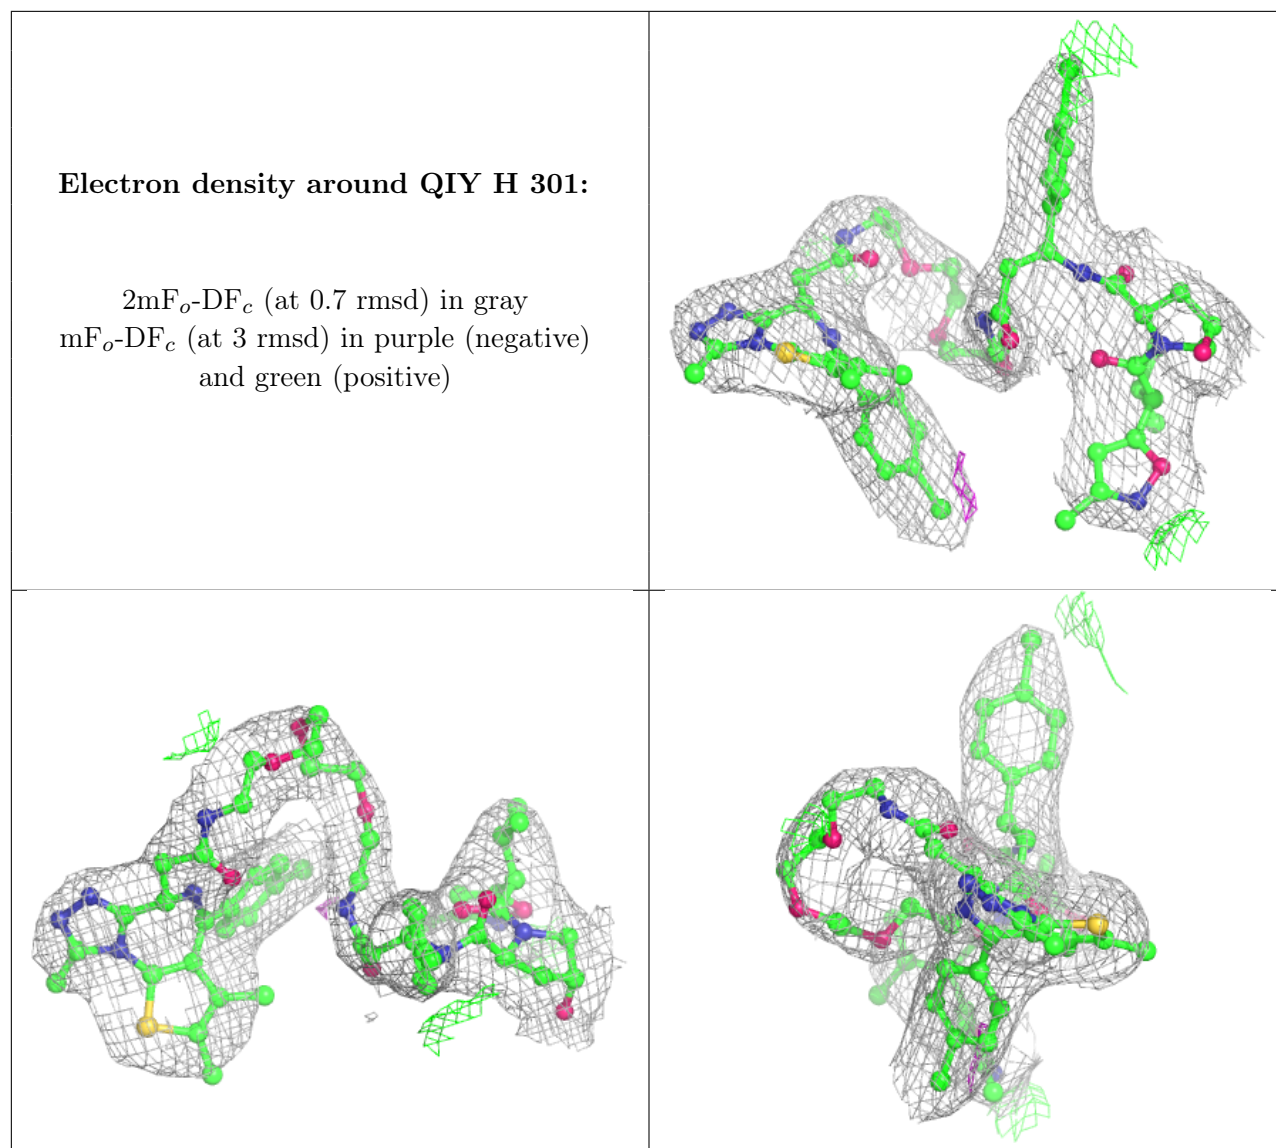 Electron density around QIY H 301:
2mFₒ-DF𝒸 (at 0.7 rmsd) in gray
mFₒ-DF𝒸 (at 3 rmsd) in purple (negative)
and green (positive)